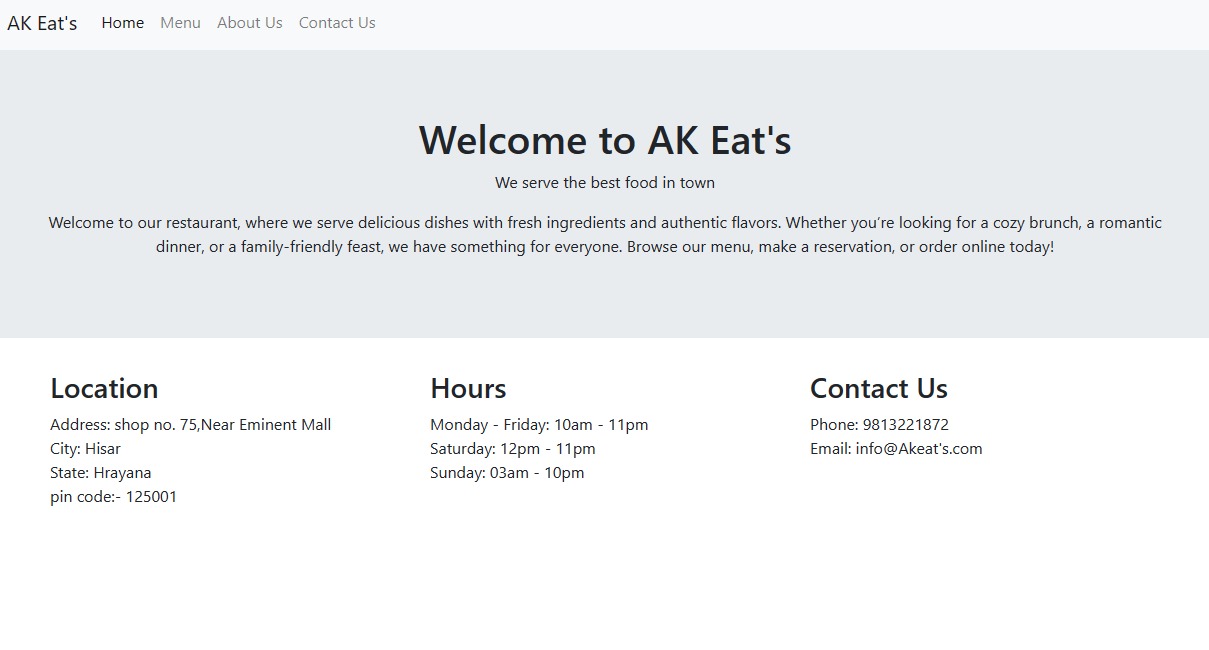 AK Eat's Home Menu About Us Contact Us
Welcome to AK Eat's
We serve the best food in town
Welcome to our restaurant, where we serve delicious dishes with fresh ingredients and authentic flavors. Whether you’re looking for a cozy brunch, a romantic
dinner, or a family-friendly feast, we have something for everyone. Browse our menu, make a reservation, or order online today!
Location
Address: shop no. 75,Near Eminent Mall
City: Hisar
State: Hrayana
pin code:- 125001
Hours
Monday - Friday: 10am - 11pm
Saturday: 12pm - 11pm
Sunday: 03am - 10pm
Contact Us
Phone: 9813221872
Email: info@Akeat's.com